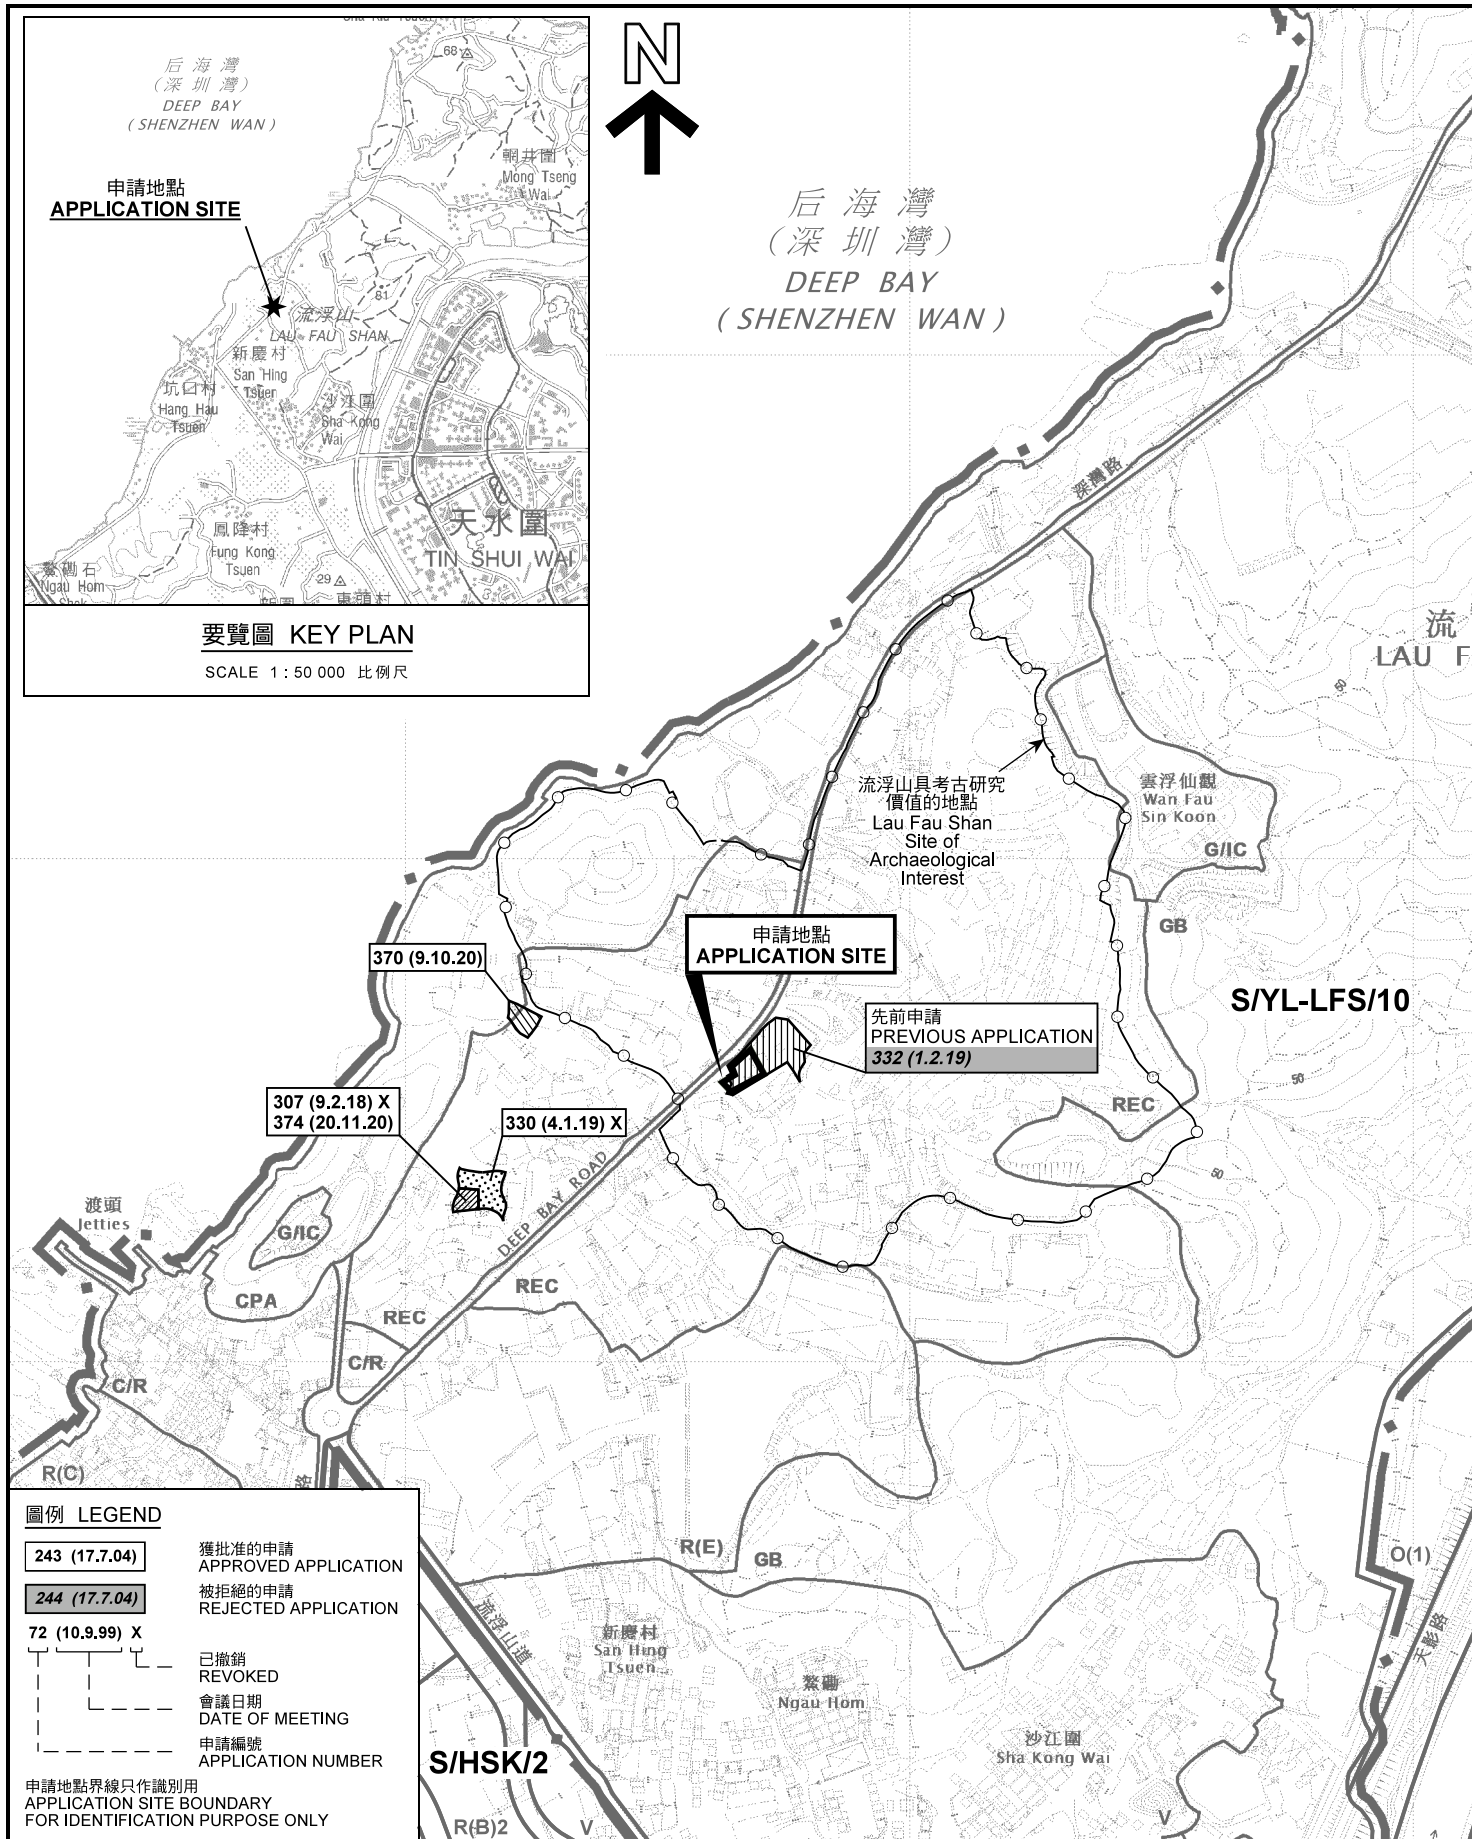 后海灣
（深圳灣）
DEEP BAY
(SHENZHEN WAN)
68
輞井圍
Mong Tseng
Wai
申請地點
APPLICATION SITE
81
流浮山
LAU FAU SHAN
新慶村
San Hing
Tsuen
坑口村
Hang Hau
Tsuen
沙江圍
Sha Kong
Wai
天水圍
TIN SHUI WAI
鳳降村
Fung Kong
Tsuen
鰲磡石
Ngau Hom
Shek
29
東頭村
要覽圖 KEY PLAN
SCALE 1 : 50 000 比例尺
N
后海灣
（深圳灣）
DEEP BAY
(SHENZHEN WAN)
深灣路
流
LAU F
50
流浮山具考古研究
價值的地點
Lau Fau Shan
Site of
Archaeological
Interest
雲浮仙觀
Wan Fau
Sin Koon
G/IC
GB
S/YL-LFS/10
370 (9.10.20)
申請地點
APPLICATION SITE
先前申請
PREVIOUS APPLICATION
332 (1.2.19)
50
REC
307 (9.2.18) X
374 (20.11.20)
330 (4.1.19) X
50
DEEP BAY ROAD
渡頭
Jetties
G/IC
CPA
REC
REC
C/R
C/R
R(C)
路
R(E)
GB
O(1)
天影路
流浮山道
新慶村
San Hing
Tsuen
鰲磡
Ngau Hom
沙江圍
Sha Kong Wai
S/HSK/2
R(B)2
V
V
圖例 LEGEND
243 (17.7.04)
獲批准的申請
APPROVED APPLICATION
244 (17.7.04)
被拒絕的申請
REJECTED APPLICATION
72 (10.9.99) X
已撤銷
REVOKED
會議日期
DATE OF MEETING
申請編號
APPLICATION NUMBER
申請地點界線只作識別用
APPLICATION SITE BOUNDARY
FOR IDENTIFICATION PURPOSE ONLY